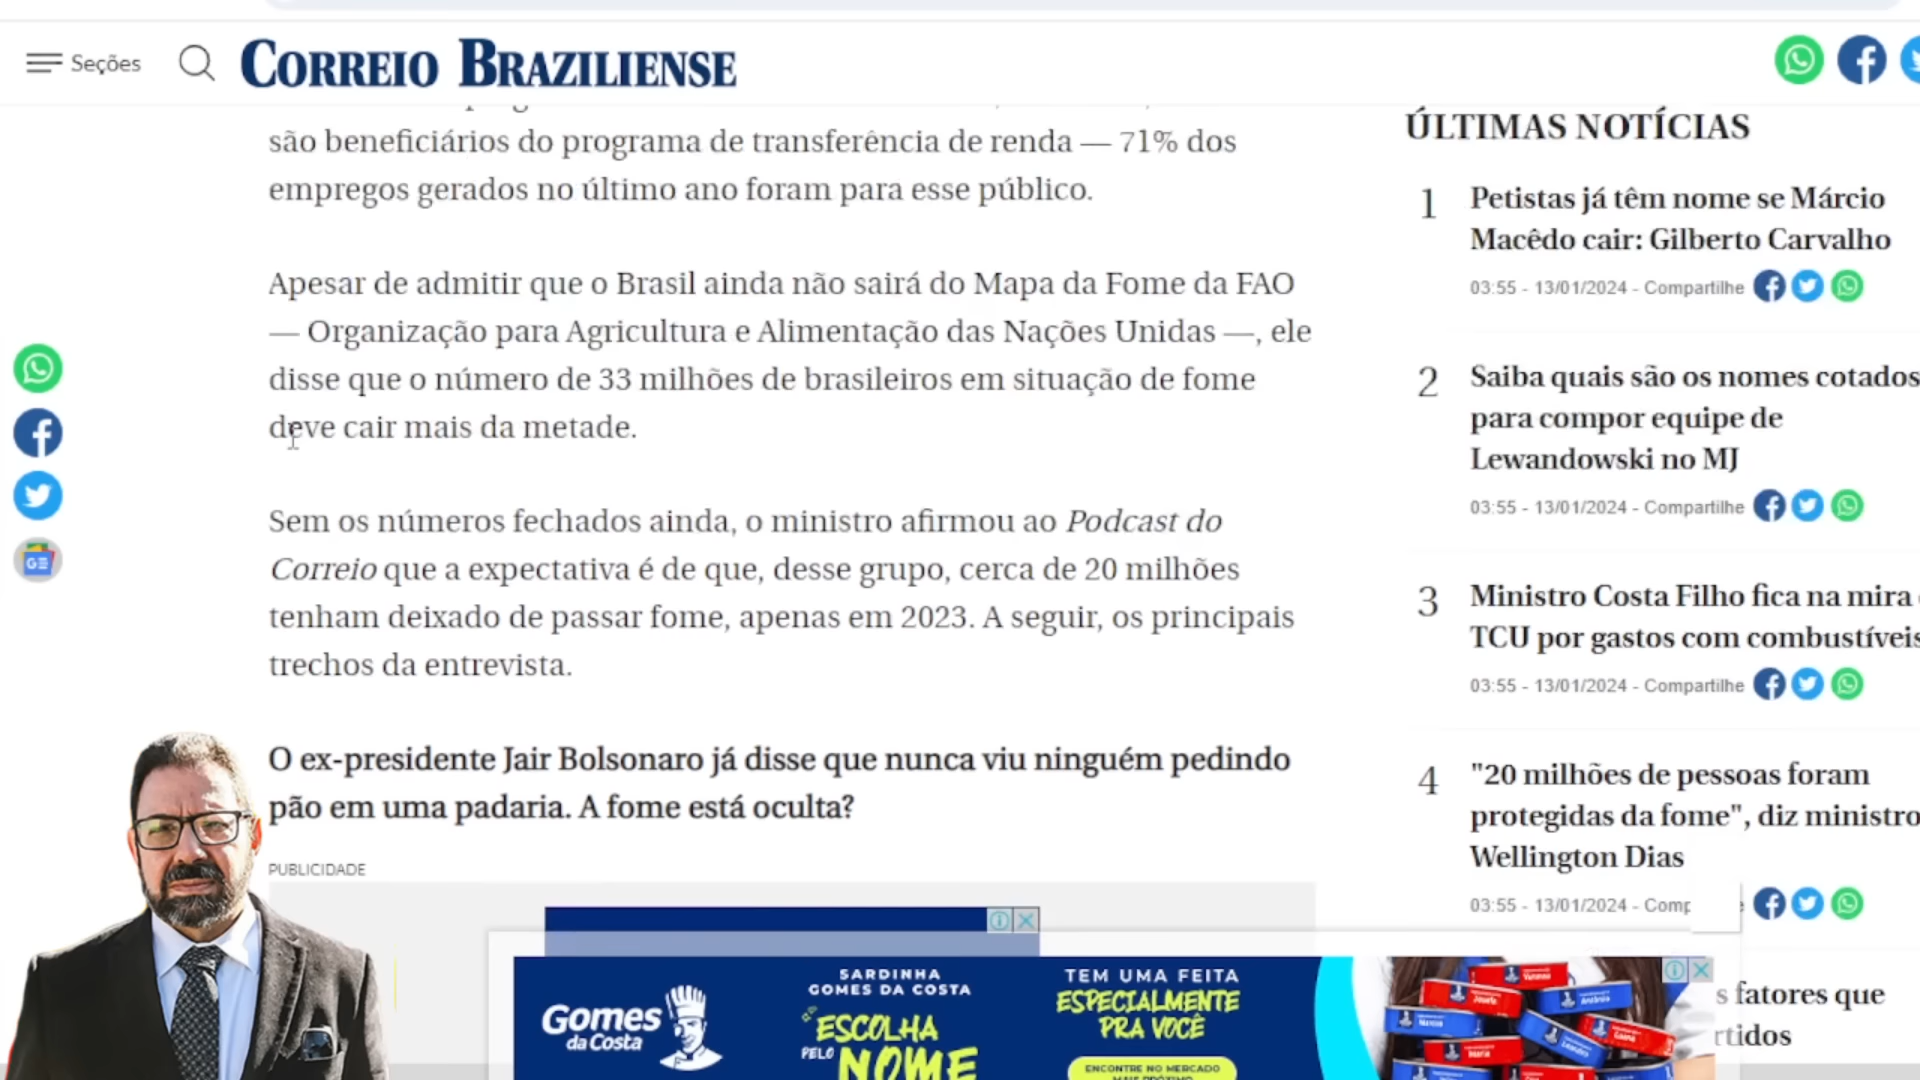 Seções
CORREIO BRAZILIENSE
são beneficiários do programa de transferência de renda — 71% dos
empregos gerados no último ano foram para esse público.
Apesar de admitir que o Brasil ainda não sairá do Mapa da Fome da FAO
— Organização para Agricultura e Alimentação das Nações Unidas —, ele
disse que o número de 33 milhões de brasileiros em situação de fome
deve cair mais da metade.
Sem os números fechados ainda, o ministro afirmou ao Podcast do
Correio que a expectativa é de que, desse grupo, cerca de 20 milhões
tenham deixado de passar fome, apenas em 2023. A seguir, os principais
trechos da entrevista.
O ex-presidente Jair Bolsonaro já disse que nunca viu ninguém pedindo
pão em uma padaria. A fome está oculta?
PUBLICIDADE
ÚLTIMAS NOTÍCIAS
1
Petistas já têm nome se Márcio
Macêdo cair: Gilberto Carvalho
03:55 - 13/01/2024 - Compartilhe
2
Saiba quais são os nomes cotados
para compor equipe de
Lewandowski no MJ
03:55 - 13/01/2024 - Compartilhe
3
Ministro Costa Filho fica na mira
TCU por gastos com combustíveis
03:55 - 13/01/2024 - Compartilhe
4
"20 milhões de pessoas foram
protegidas da fome", diz ministro
Wellington Dias
03:55 - 13/01/2024 - Comp
s fatores que
rtidos
GE
Gomes
da Costa
SARDINHA
GOMES DA COSTA
ESCOLHA
PELO NOME
TEM UMA FEITA
ESPECIALMENTE
PRA VOCÊ
ENCONTRE NO MERCADO
MAIS PRÓXIMO